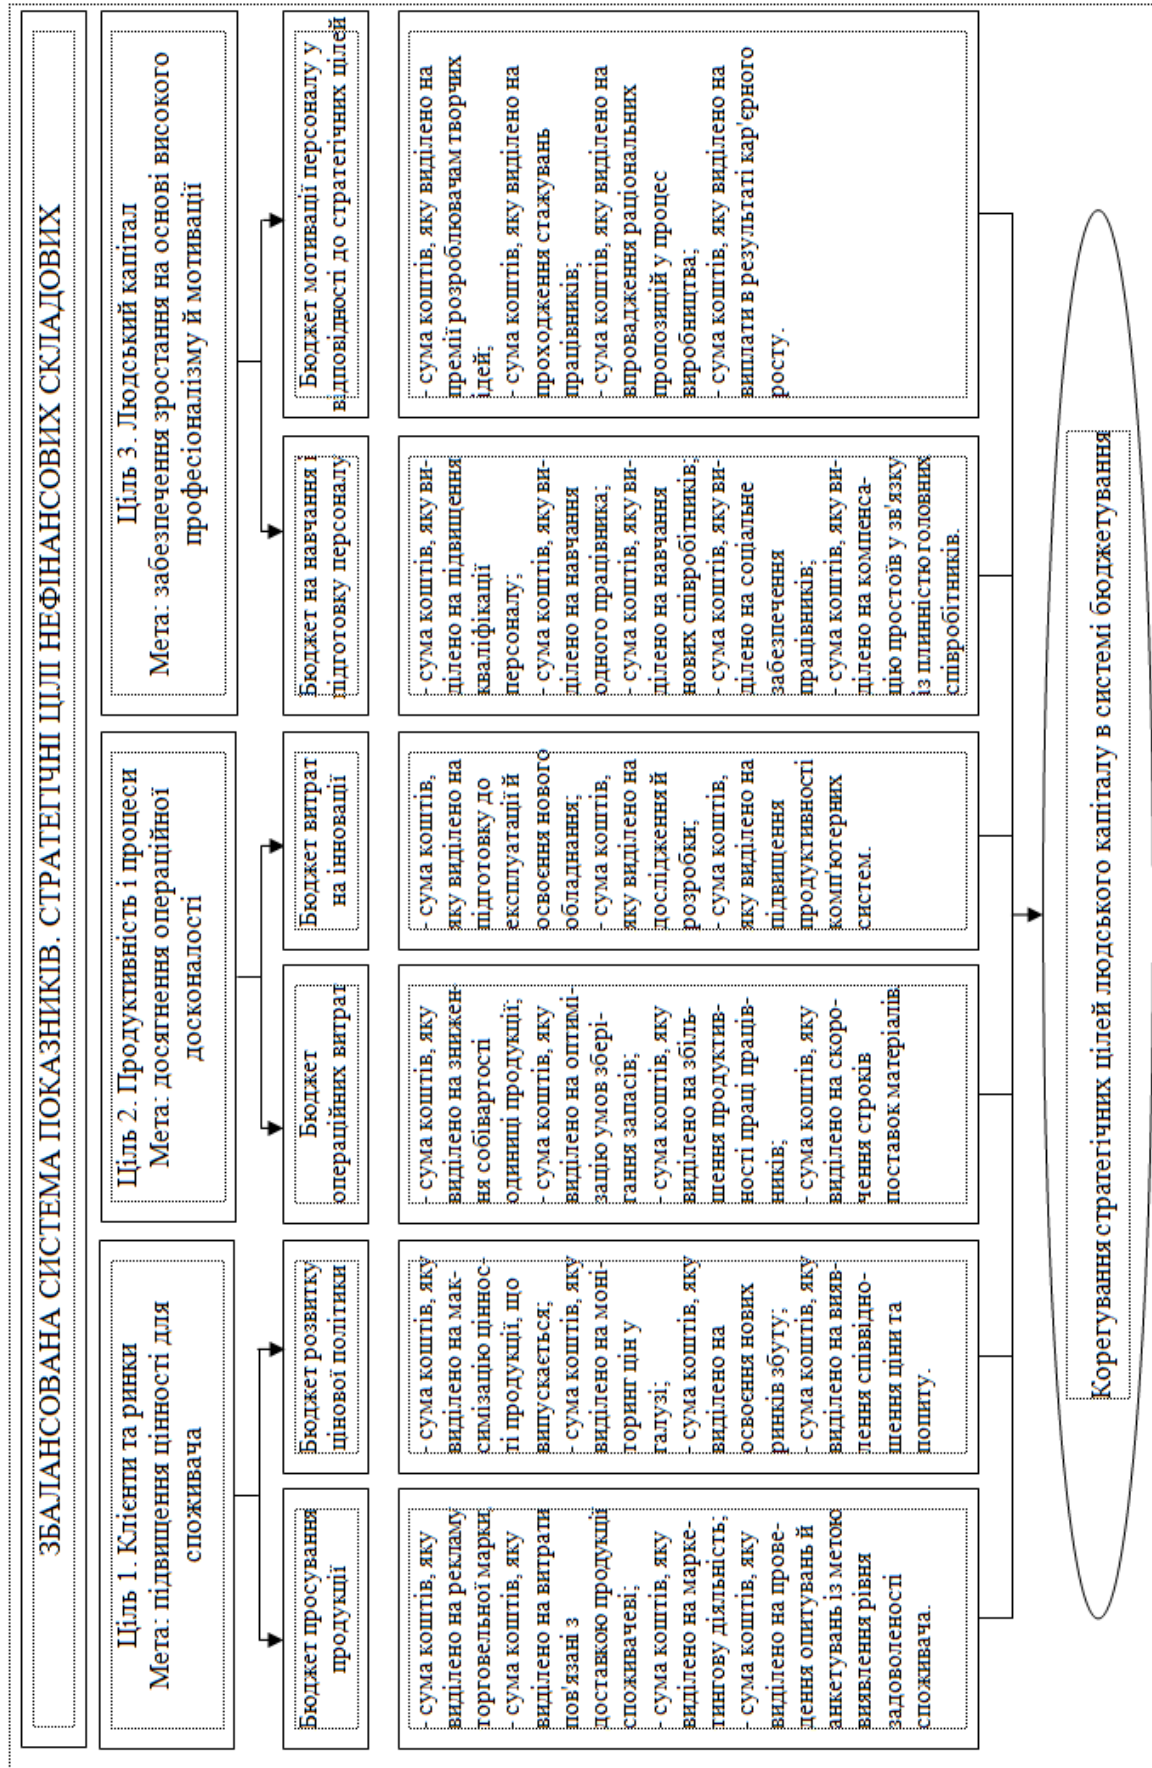 ЗБАЛАНСОВАНА СИСТЕМА ПОКАЗНИКІВ. СТРАТЕГІЧНІ ЦІЛІ НЕФІНАНСОВИХ СКЛАДОВИХ
Ціль 1. Клієнти та ринки
Мета: підвищення цінності для
споживача
Ціль 2. Продуктивність і процеси
Мета: досягнення операційної
досконалості
Ціль 3. Людський капітал
Мета: забезпечення зростання на основі високого
професіоналізму й мотивації
Бюджет просування
продукції
Бюджет розвитку
цінової політики
Бюджет
операційних витрат
Бюджет витрат
на інновації
Бюджет на навчання і
підготовку персоналу
Бюджет мотивації персоналу у
відповідності до стратегічних цілей
- сума коштів, яку
виділено на рекламу
торговельної марки;
- сума коштів, яку
виділено на витрати
пов'язані з
доставкою продукції
споживачеві;
- сума коштів, яку
виділено на марке-
тингову діяльність;
- сума коштів, яку
виділено на прове-
дення опитувань й
анкетувань із метою
виявлення рівня
задоволеності
споживача.
- сума коштів, яку
виділено на мак-
симізацію ціннос-
ті продукції, що
випускається;
- сума коштів, яку
виділено на моні-
торинг цін у
галузі;
- сума коштів, яку
виділено на
освоєння нових
ринків збуту;
- сума коштів, яку
виділено на вияв-
лення співвідно-
шення ціни та
попиту.
- сума коштів, яку
виділено на знижен-
ня собівартості
одиниці продукції;
- сума коштів, яку
виділено на оптимі-
зацію умов збері-
гання запасів;
- сума коштів, яку
виділено на збіль-
шення продуктив-
ності праці праців-
ників;
- сума коштів, яку
виділено на скоро-
чення строків
поставок матеріалів
- сума коштів,
яку виділено на
підготовку до
експлуатації й
освоєння нового
обладнання;
- сума коштів,
яку виділено на
дослідження й
розробки;
- сума коштів,
яку виділено на
підвищення
продуктивності
комп'ютерних
систем.
- сума коштів, яку ви-
ділено на підвищення
кваліфікації
персоналу;
- сума коштів, яку ви-
ділено на навчання
одного працівника;
- сума коштів, яку ви-
ділено на навчання
нових співробітників;
- сума коштів, яку ви-
ділено на соціальне
забезпечення
працівників;
- сума коштів, яку ви-
ділено на компенса-
цію простоїв у зв'язку
із плинністю головних
співробітників.
- сума коштів, яку виділено на
премії розроблювачам творчих
ідей;
- сума коштів, яку виділено на
проходження стажувань
працівників;
- сума коштів, яку виділено на
впровадження раціональних
пропозицій у процес
виробництва;
- сума коштів, яку виділено на
виплати в результаті кар'єрного
росту.
Корегування стратегічних цілей людського капіталу в системі бюджетування